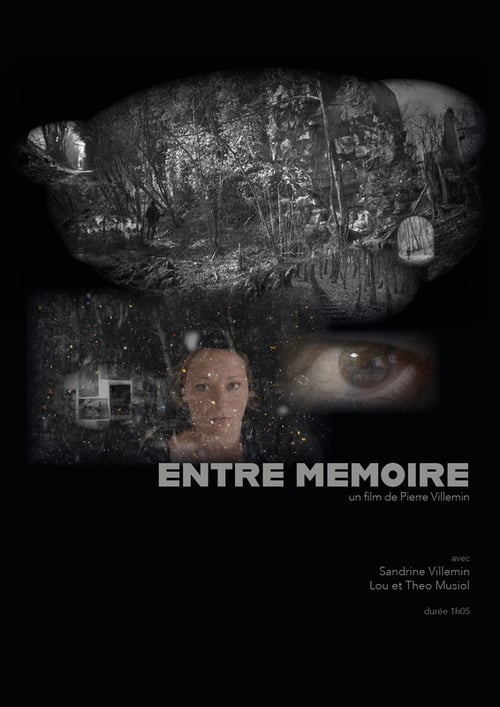 ENTRE MEMOIRE
un film de Pierre Villemin
avec
Sandrine Villemin
Lou et Theo Musiol
durée 1h05